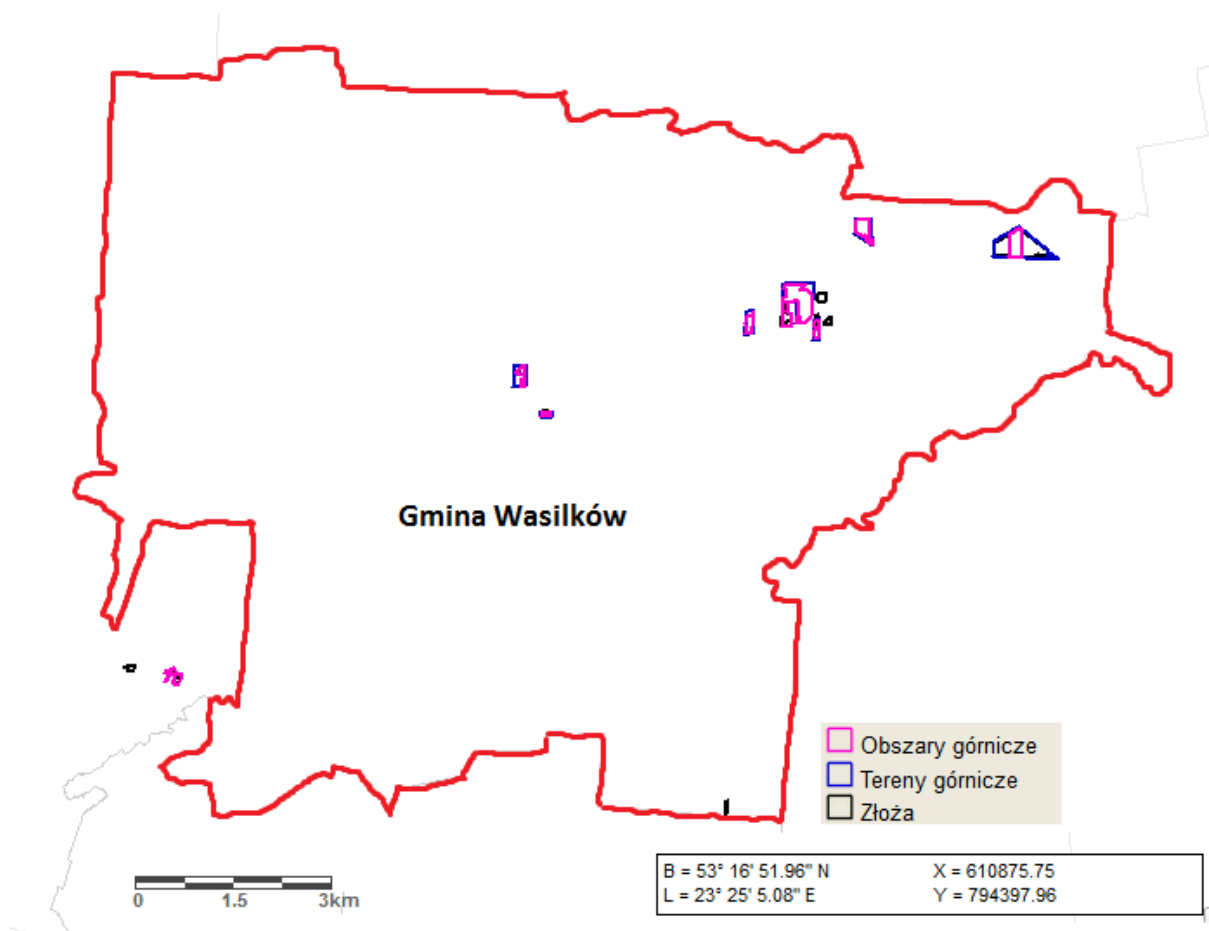 Gmina Wasilków
Obszary górnicze
Tereny górnicze
Złoża
B = 53° 16' 51.96" N X = 610875.75
L = 23° 25' 5.08" E Y = 794397.96
0 1.5 3km